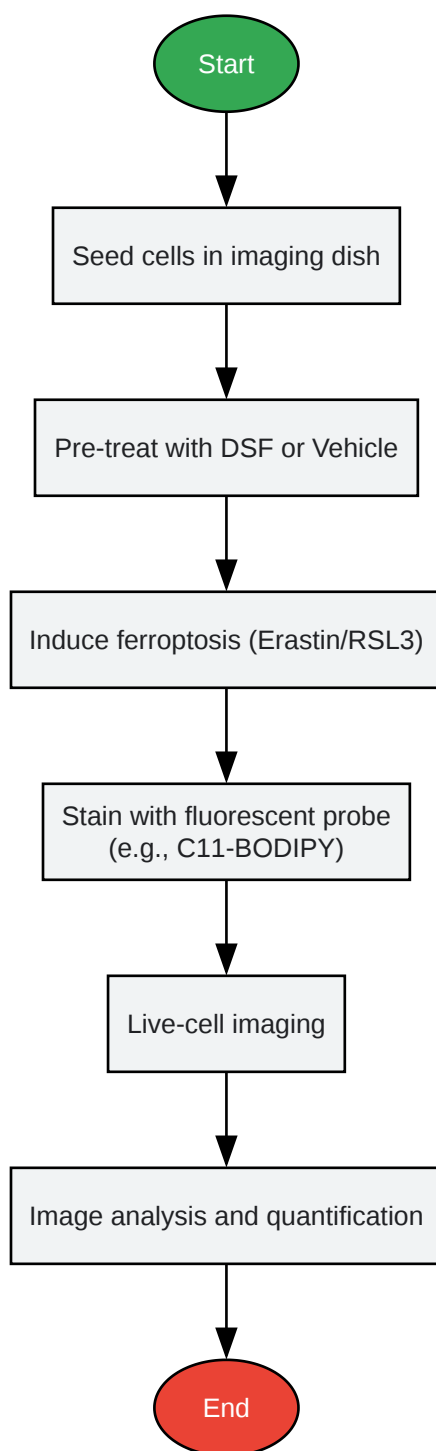 Start
Seed cells in imaging dish
Pre-treat with DSF or Vehicle
Induce ferroptosis (Erastin/RSL3)
Stain with fluorescent probe
(e.g., C11-BODIPY)
Live-cell imaging
Image analysis and quantification
End